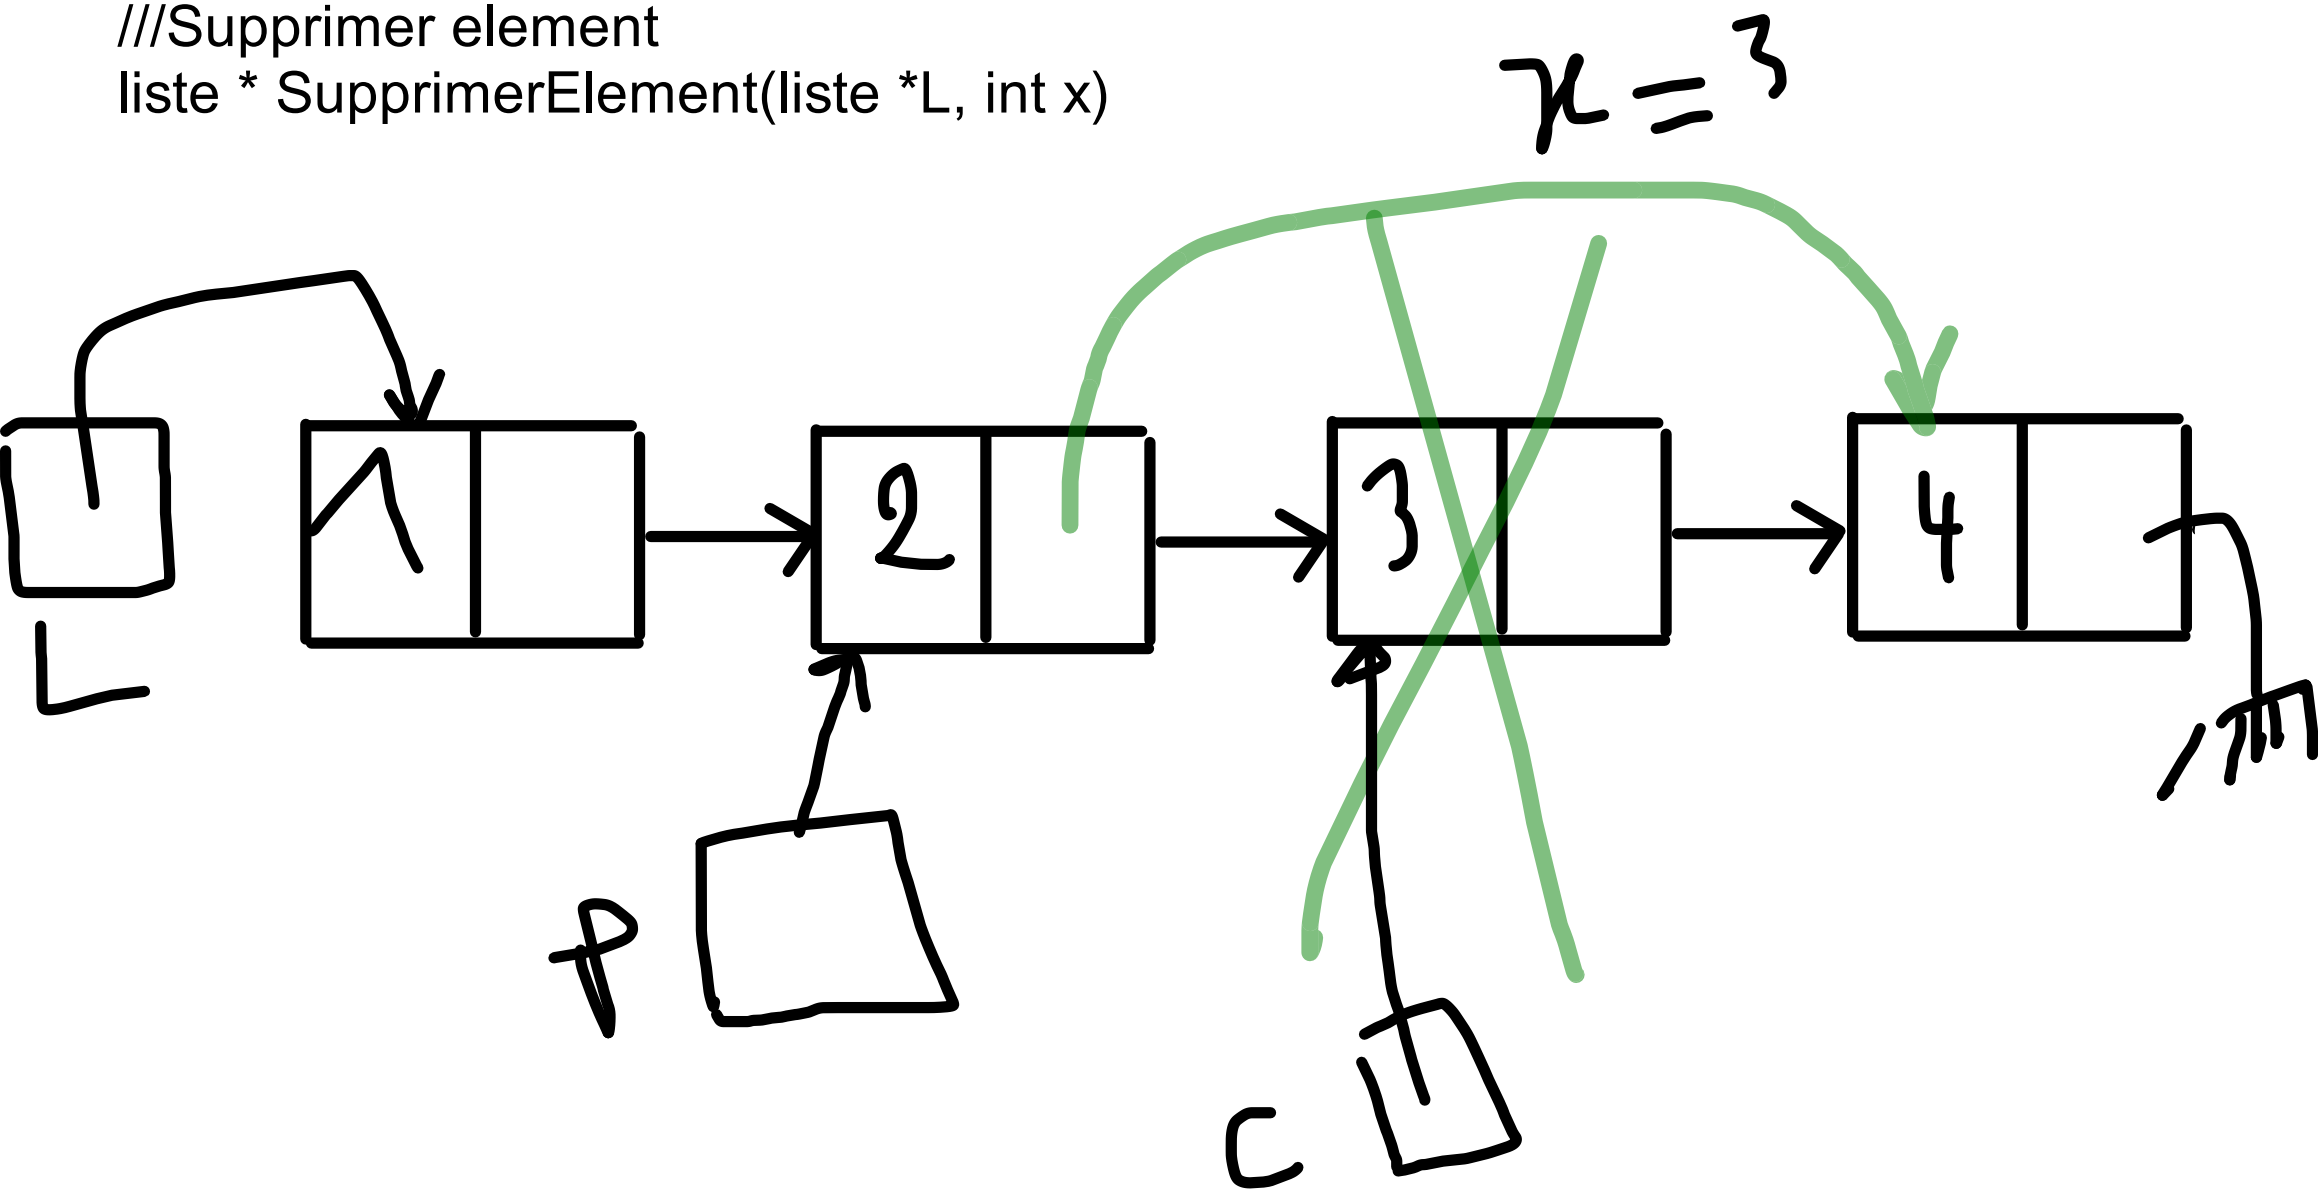 ///Supprimer element
liste * SupprimerElement(liste *L, int x)
x = 3
1 2 3 4
L
P
C